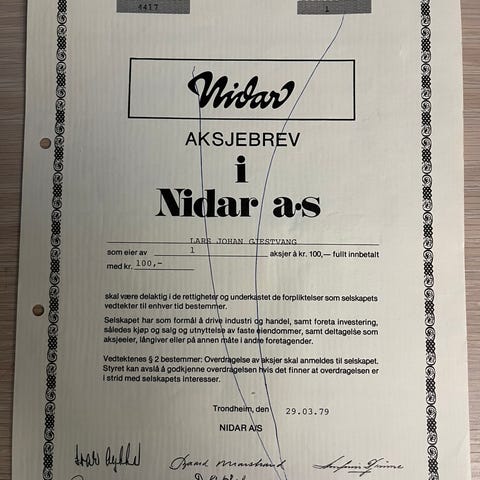 4417
1
Nidar
AKSJEBREV
i
Nidar a·s
LARS JOHAN GJESTVANG
som eier av 1 aksjer à kr. 100,— fullt innbetalt
med kr. 100,-
skal være delaktig i de rettigheter og underkastet de forpliktelser som selskapets
vedtekter til enhver tid bestemmer.
Selskapet har som formål å drive industri og handel, samt foreta investering,
således kjøp og salg og utnyttelse av faste eiendommer, samt deltagelse som
aksjeeier, långiver eller på annen måte i andre foretagender.
Vedtektenes § 2 bestemmer: Overdragelse av aksjer skal anmeldes til selskapet.
Styret kan avslå å godkjenne overdragelsen hvis det finner at overdragelsen er
i strid med selskapets interesser.
Trondheim, den 29.03.79
NIDAR A/S